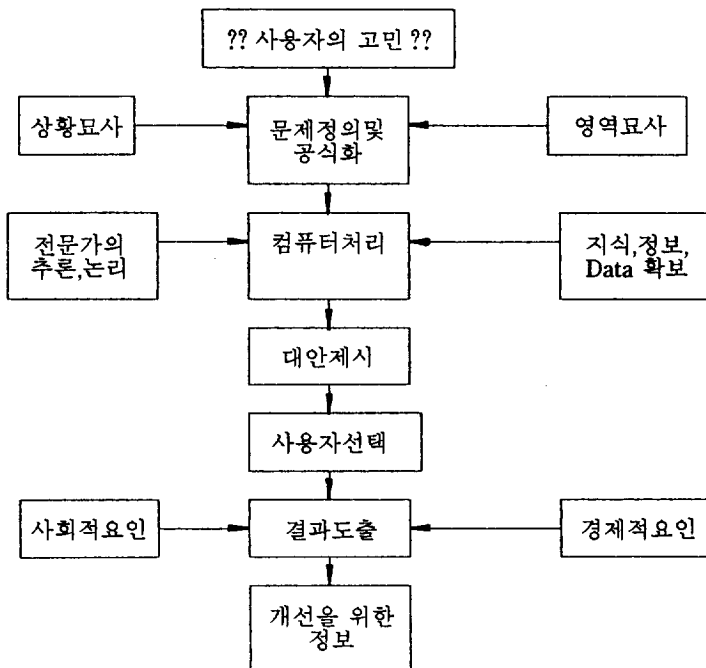 ?? 사용자의 고민 ??
상황묘사
문제정의및
공식화
영역묘사
전문가의
추론,논리
컴퓨터처리
지식,정보,
Data 확보
대안제시
사용자선택
사회적요인
결과도출
경제적요인
개선을 위한
정보